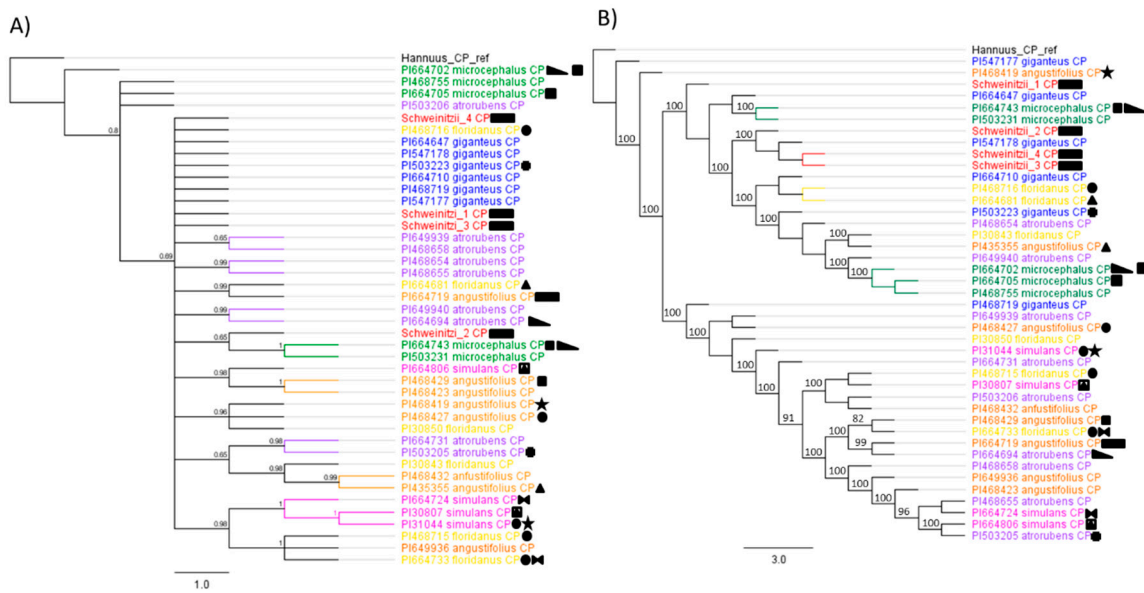 A)
Hannuus_CP_ref
PI664702 microcephalus CP
PI468755 microcephalus CP
PI664705 microcephalus CP
PI503206 atrorubens CP
0.8
Schweinitzii_4 CP
PI468716 floridanus CP
PI664647 giganteus CP
PI547178 giganteus CP
PI503223 giganteus CP
PI664710 giganteus CP
PI468719 giganteus CP
PI547177 giganteus CP
Schweinitzi_1 CP
Schweinitzi_3 CP
0.65
PI649939 atrorubens CP
PI468658 atrorubens CP
0.69
0.99
PI468654 atrorubens CP
PI468655 atrorubens CP
0.99
PI664681 floridanus CP
PI664719 angustifolius CP
0.99
PI649940 atrorubens CP
PI664694 atrorubens CP
Schweinitzi_2 CP
0.65
1
PI664743 microcephalus CP
PI503231 microcephalus CP
0.98
PI664806 simulans CP
1
PI468429 angustifolius CP
PI468423 angustifolius CP
0.96
PI468419 angustifolius CP
PI468427 angustifolius CP
PI30850 floridanus CP
0.98
PI664731 atrorubens CP
PI503205 atrorubens CP
0.65
0.98
PI30843 floridanus CP
0.99
PI468432 anfustifolius CP
PI435355 angustifolius CP
1
PI664724 simulans CP
1
PI30807 simulans CP
PI31044 simulans CP
0.98
1
PI468715 floridanus CP
PI649936 angustifolius CP
PI664733 floridanus CP
1.0
B)
Hannuus_CP_ref
PI547177 giganteus CP
PI468419 angustifolius CP
Schweinitzii_1 CP
100
PI664647 giganteus CP
100
PI664743 microcephalus CP
PI503231 microcephalus CP
100
Schweinitzii_2 CP
100
PI547178 giganteus CP
Schweinitzii_4 CP
100
Schweinitzii_3 CP
PI664710 giganteus CP
100
PI468716 floridanus CP
PI664681 floridanus CP
100
PI503223 giganteus CP
100
PI468654 atrorubens CP
PI30843 floridanus CP
100
PI435355 angustifolius CP
100
PI649940 atrorubens CP
PI664702 microcephalus CP
100
PI664705 microcephalus CP
PI468755 microcephalus CP
PI468719 giganteus CP
100
PI649939 atrorubens CP
PI468427 angustifolius CP
100
PI30850 floridanus CP
PI31044 simulans CP
100
PI664731 atrorubens CP
PI468715 floridanus CP
100
PI30807 simulans CP
PI503206 atrorubens CP
100
PI468432 anfustifolius CP
91
82
PI468429 angustifolius CP
100
PI664733 floridanus CP
99
PI664719 angustifolius CP
100
PI664694 atrorubens CP
PI468658 atrorubens CP
100
PI649936 angustifolius CP
100
PI468423 angustifolius CP
PI468655 atrorubens CP
96
PI664724 simulans CP
100
PI664806 simulans CP
PI503205 atrorubens CP
3.0